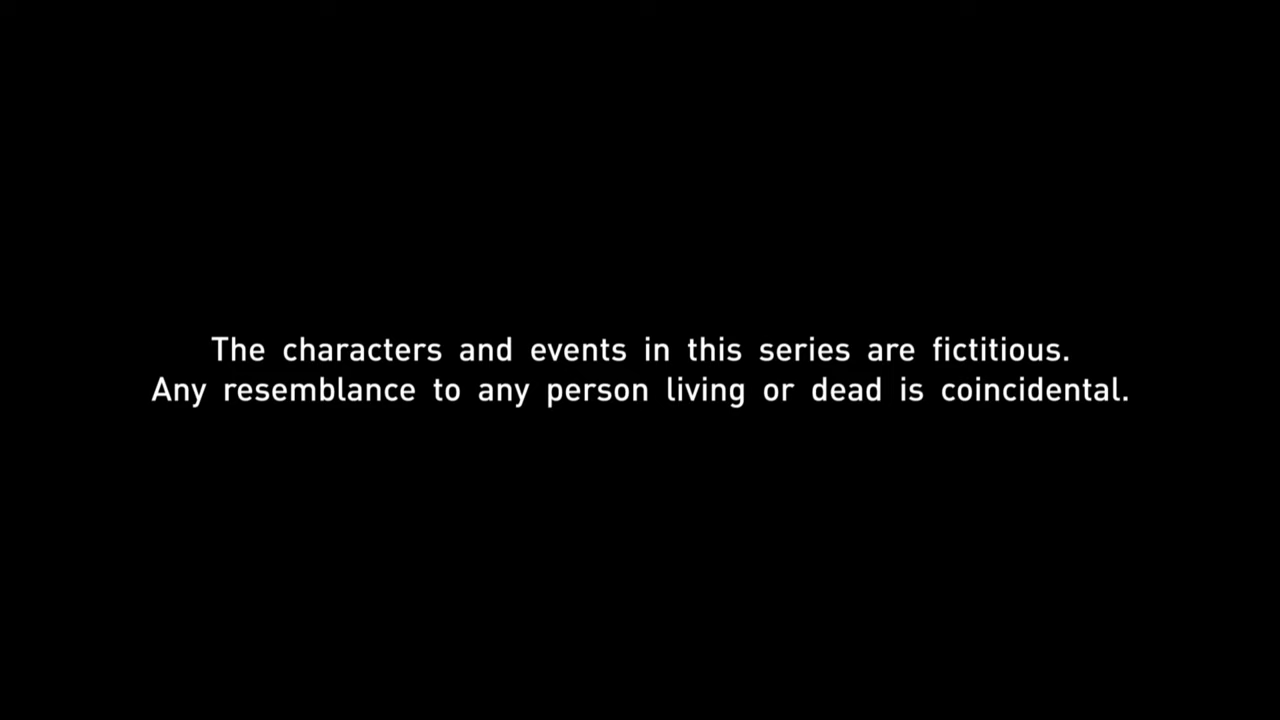 The characters and events in this series are fictitious.
Any resemblance to any person living or dead is coincidental.